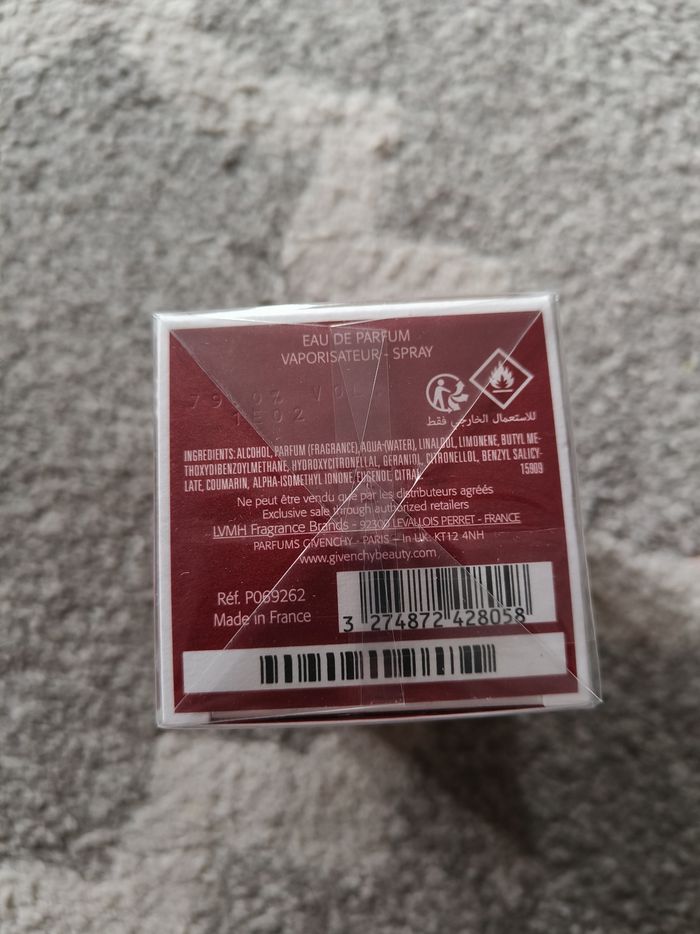 EAU DE PARFUM
VAPORISATEUR - SPRAY
VOL
1E02
للاستعمال الخارجي فقط
INGREDIENTS: ALCOHOL, PARFUM (FRAGRANCE), AQUA (WATER), LINALOOL, LIMONENE, BUTYL ME-
THOXYDIBENZOYLMETHANE, HYDROXYCITRONELLAL, GERANIOL, CITRONELLOL, BENZYL SALICY-
LATE, COUMARIN, ALPHA-ISOMETHYL IONONE, EUGENOL, CITRAL
15909
Ne peut être vendu que par les distributeurs agréés
Exclusive sale through authorized retailers
LVMH Fragrance Brands - 92300 LEVALLOIS PERRET - FRANCE
PARFUMS GIVENCHY - PARIS - In UK: KT12 4NH
www.givenchybeauty.com
Réf. P069262
Made in France
3 274872 428058